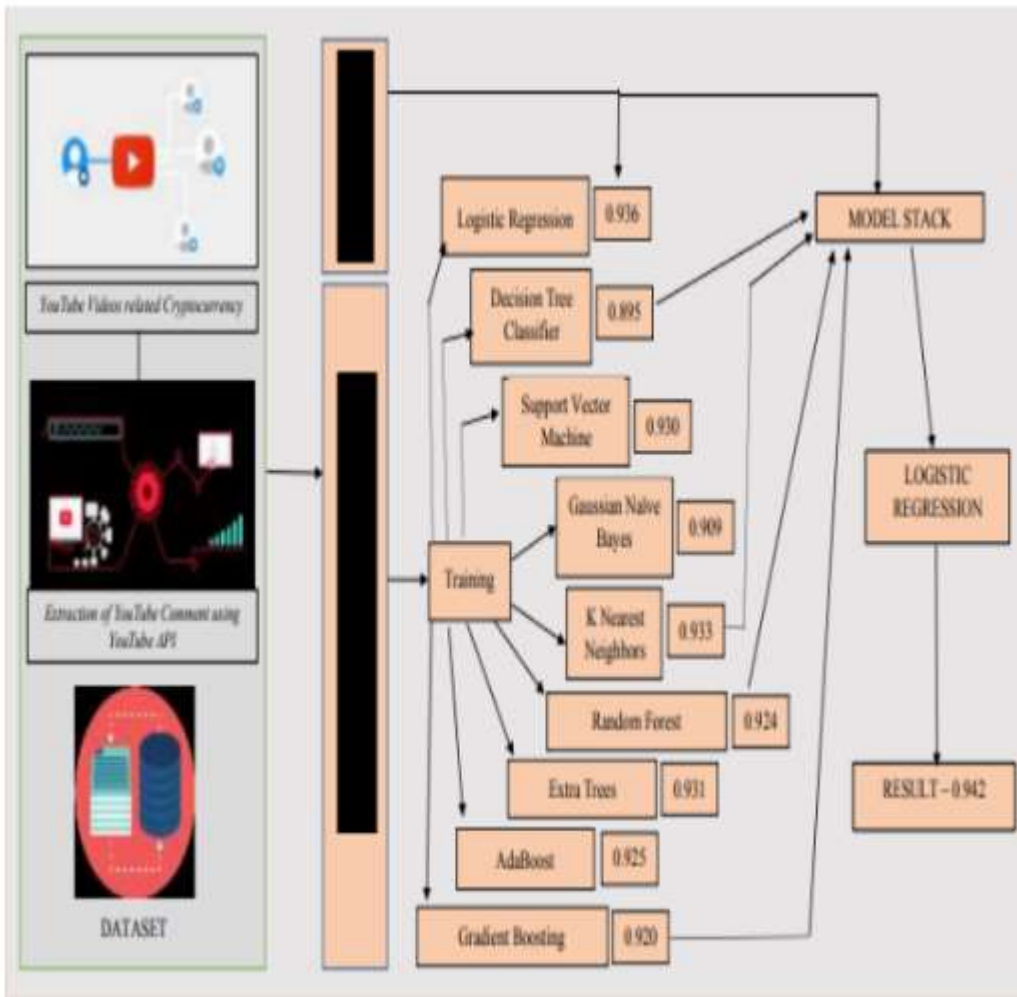 YouTube Videos related Cryptocurrency
Extraction of YouTube Comment using
YouTube API
DATASET
Training
Logistic Regression
0.936
Decision Tree
Classifier
0.895
Support Vector
Machine
0.930
Gaussian Naïve
Bayes
0.909
K Nearest
Neighbors
0.933
Random Forest
0.924
Extra Trees
0.931
AdaBoost
0.925
Gradient Boosting
0.920
MODEL STACK
LOGISTIC
REGRESSION
RESULT – 0.942